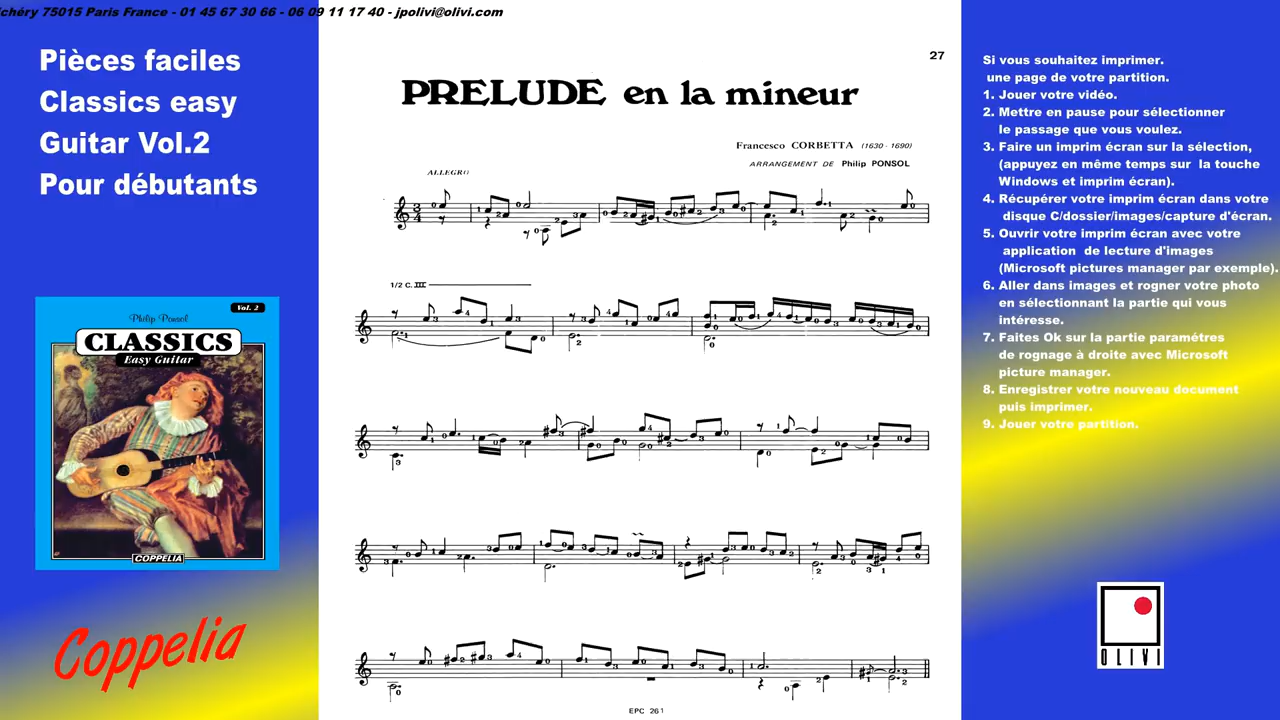 chéry 75015 Paris France - 01 45 67 30 66 - 06 09 11 17 40 - jpolivi@olivi.com
Pièces faciles
Classics easy
Guitar Vol.2
Pour débutants
Vol. 2
Philip Ponsol
CLASSICS
Easy Guitar
COPPELIA
Coppelia
27
PRELUDE en la mineur
Francesco CORBETTA (1630 - 1690)
ARRANGEMENT DE Philip PONSOL
ALLEGRO
1/2 C. III
EPC 261
Si vous souhaitez imprimer.
une page de votre partition.
1. Jouer votre vidéo.
2. Mettre en pause pour sélectionner
le passage que vous voulez.
3. Faire un imprim écran sur la sélection,
(appuyez en même temps sur la touche
Windows et imprim écran).
4. Récupérer votre imprim écran dans votre
disque C/dossier/images/capture d'écran.
5. Ouvrir votre imprim écran avec votre
application de lecture d'images
(Microsoft pictures manager par exemple).
6. Aller dans images et rogner votre photo
en sélectionnant la partie qui vous
intéresse.
7. Faites Ok sur la partie paramétres
de rognage à droite avec Microsoft
picture manager.
8. Enregistrer votre nouveau document
puis imprimer.
9. Jouer votre partition.
OLIVI